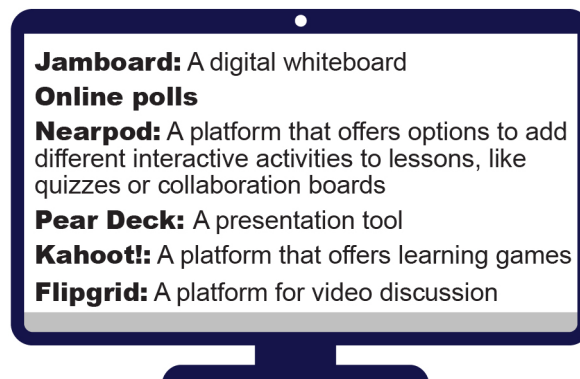 Jamboard: A digital whiteboard
Online polls
Nearpod: A platform that offers options to add
different interactive activities to lessons, like
quizzes or collaboration boards
Pear Deck: A presentation tool
Kahoot!: A platform that offers learning games
Flipgrid: A platform for video discussion